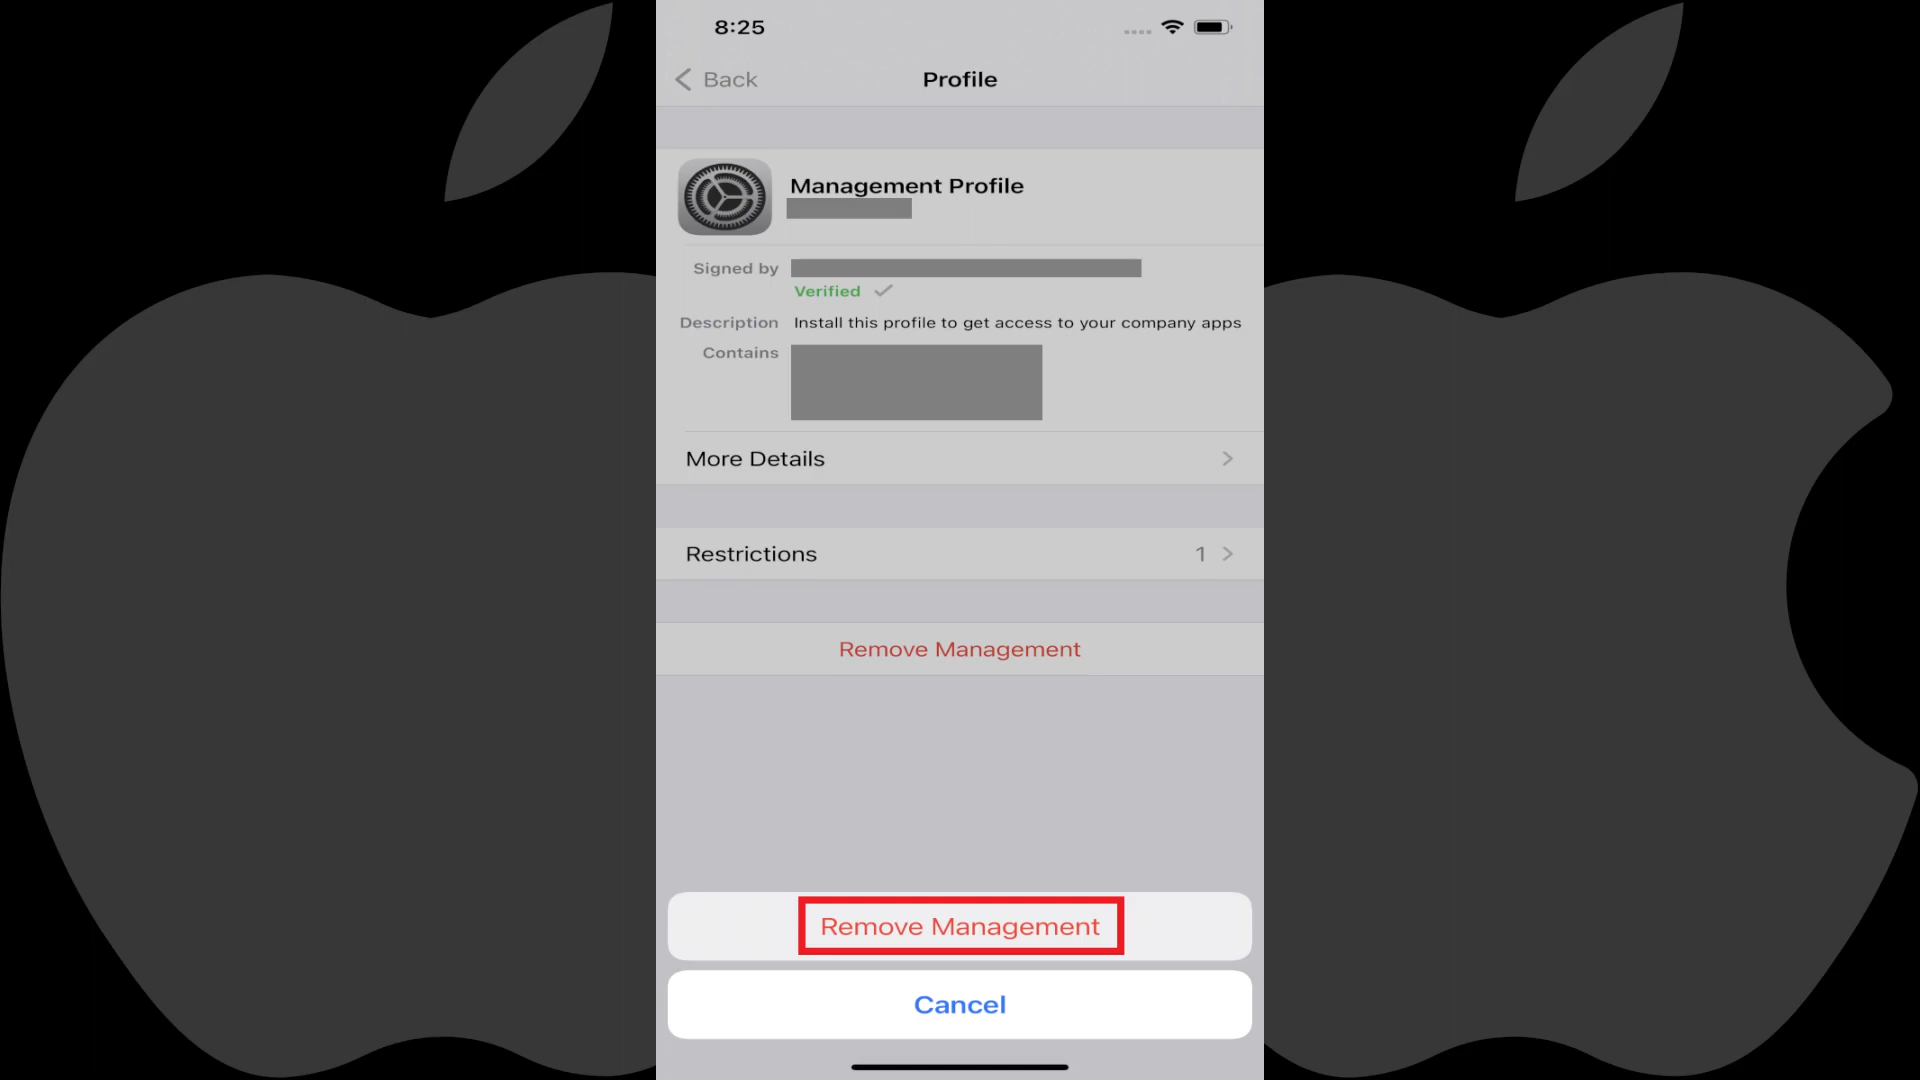 8:25
Back
Profile
Management Profile
Signed by
Verified
Description Install this profile to get access to your company apps
Contains
More Details
Restrictions 1
Remove Management
Remove Management
Cancel